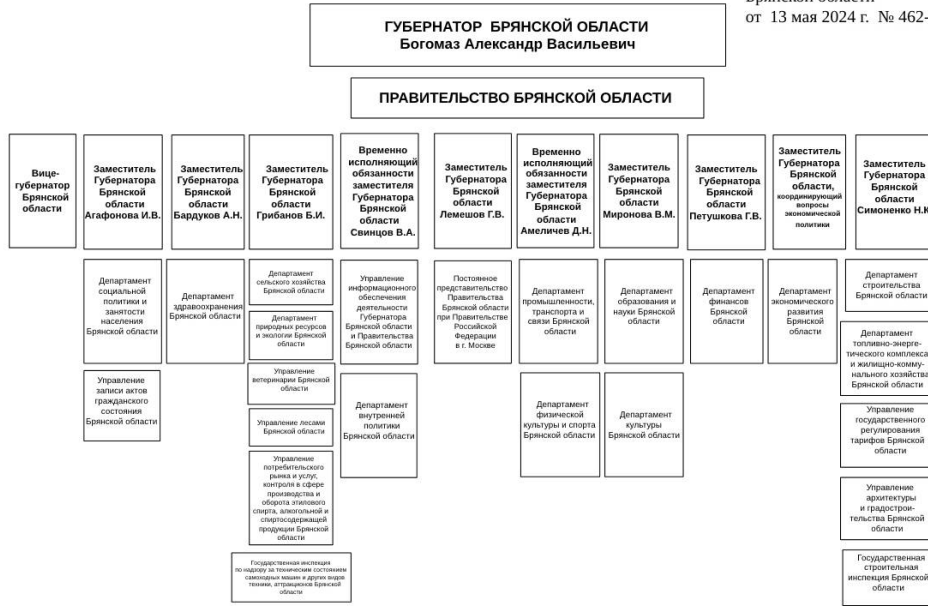 Брянской области
от 13 мая 2024 г. № 462-
ГУБЕРНАТОР БРЯНСКОЙ ОБЛАСТИ
Богомаз Александр Васильевич
ПРАВИТЕЛЬСТВО БРЯНСКОЙ ОБЛАСТИ
Вице-
губернатор
Брянской
области
Заместитель
Губернатора
Брянской
области
Агафонова И.В.
Заместитель
Губернатора
Брянской
области
Бардуков А.Н.
Заместитель
Губернатора
Брянской
области
Грибанов Б.И.
Временно
исполняющий
обязанности
заместителя
Губернатора
Брянской
области
Свинцов В.А.
Заместитель
Губернатора
Брянской
области
Лемешов Г.В.
Временно
исполняющий
обязанности
заместителя
Губернатора
Брянской
области
Амеличев Д.Н.
Заместитель
Губернатора
Брянской
области
Миронова В.М.
Заместитель
Губернатора
Брянской
области
Петушкова Г.В.
Заместитель
Губернатора
Брянской
области,
координирующий
вопросы
экономической
политики
Заместитель
Губернатора
Брянской
области
Симоненко Н.К
Департамент
социальной
политики и
занятости
населения
Брянской области
Управление
записи актов
гражданского
состояния
Брянской области
Департамент
здравоохранения
Брянской области
Департамент
сельского хозяйства
Брянской области
Департамент
природных ресурсов
и экологии Брянской
области
Управление
ветеринарии Брянской
области
Управление лесами
Брянской области
Управление
потребительского
рынка и услуг,
контроля в сфере
производства и
оборота этилового
спирта, алкогольной и
спиртосодержащей
продукции Брянской
области
Государственная инспекция
по надзору за техническим состоянием
самоходных машин и других видов
техники, аттракционов Брянской
области
Управление
информационного
обеспечения
деятельности
Губернатора
Брянской области
и Правительства
Брянской области
Департамент
внутренней
политики
Брянской области
Постоянное
представительство
Правительства
Брянской области
при Правительстве
Российской
Федерации
в г. Москве
Департамент
промышленности,
транспорта и
связи Брянской
области
Департамент
физической
культуры и спорта
Брянской области
Департамент
образования и
науки Брянской
области
Департамент
культуры
Брянской области
Департамент
финансов
Брянской области
Департамент
экономического
развития
Брянской
области
Департамент
строительства
Брянской области
Департамент
топливно-энерге-
тического комплекса
и жилищно-комму-
нального хозяйства
Брянской области
Управление
государственного
регулирования
тарифов Брянской
области
Управление
архитектуры
и градострои-
тельства Брянской
области
Государственная
строительная
инспекция Брянской
области